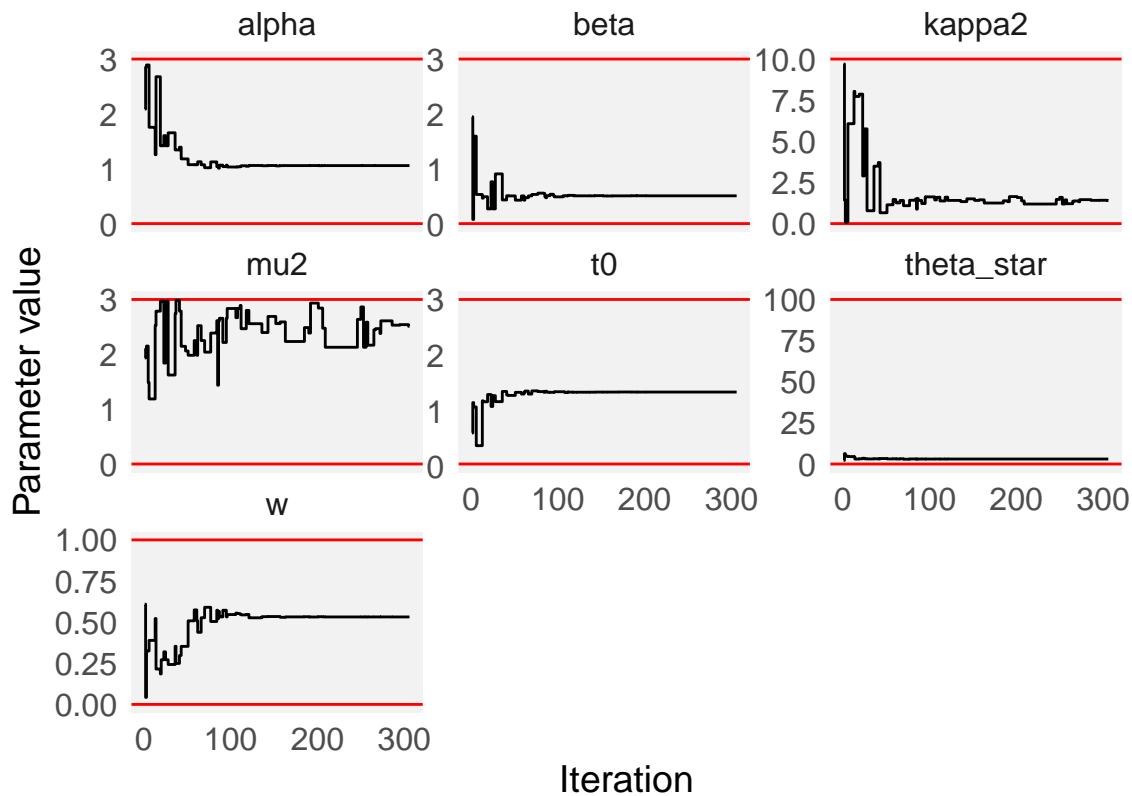 alpha beta kappa2
3 3 10.0
2 2 7.5
1 1 5.0
2.5
0 0 0.0
mu2 t0 theta_star
3 3 100
2 2 75
50
1 1 25
0 0 0
0 100 200 300 0 100 200 300
w
1.00
0.75
0.50
0.25
0.00
0 100 200 300
Iteration
Parameter value